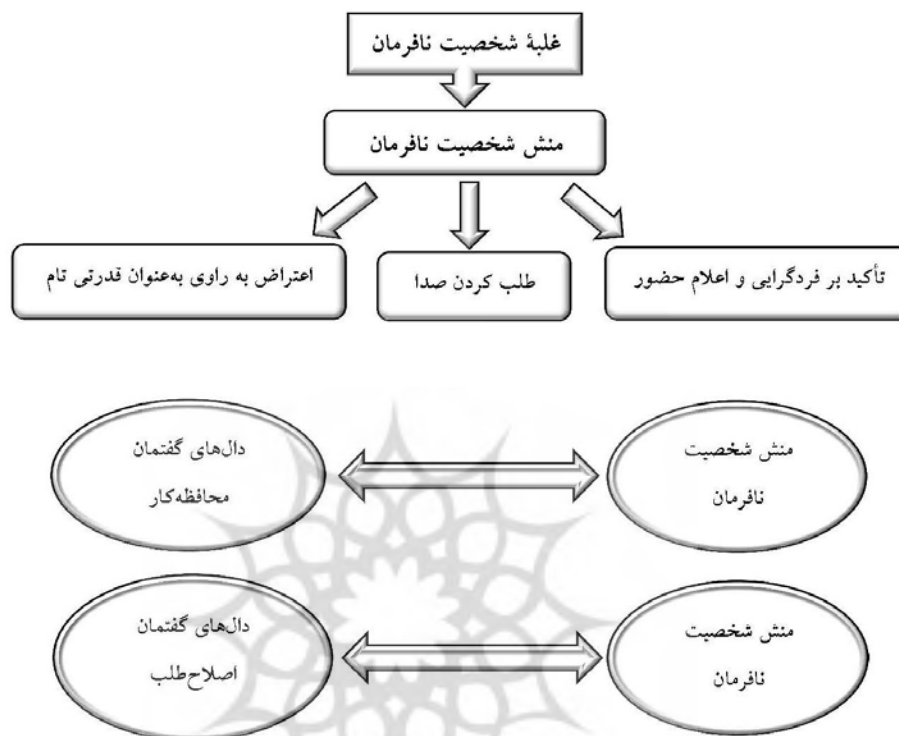 غلبهٔ شخصیت نافرمان
منش شخصیت نافرمان
تأکید بر فردگرایی و اعلام حضور
طلب کردن صدا
اعتراض به راوی به‌عنوان قدرتی تام
منش شخصیت
نافرمان
دال‌های گفتمان
محافظه‌کار
منش شخصیت
نافرمان
دال‌های گفتمان
اصلاح‌طلب